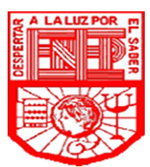 DESPERTAR
A LA LUZ POR
EL SABER
ENP